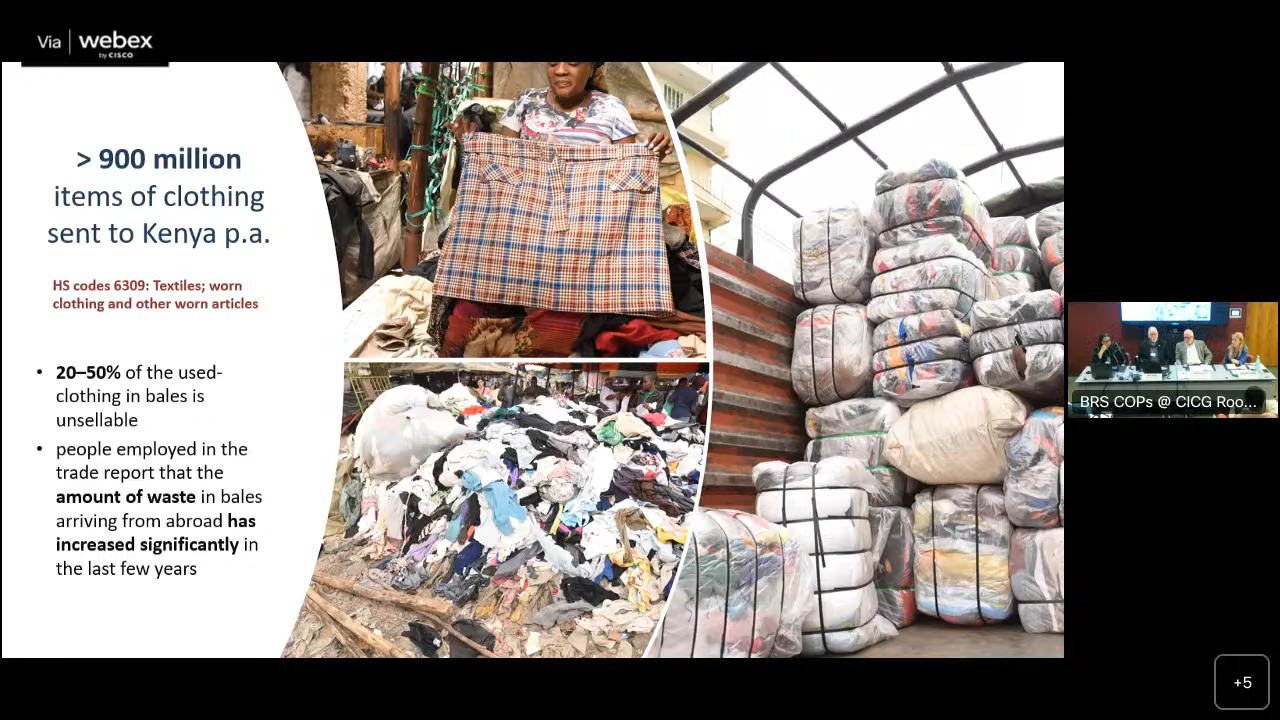 Via | webex
by CISCO
> 900 million
items of clothing
sent to Kenya p.a.
HS codes 6309: Textiles; worn
clothing and other worn articles
• 20–50% of the used-
clothing in bales is
unsellable
• people employed in the
trade report that the
amount of waste in bales
arriving from abroad has
increased significantly in
the last few years
BRS COPs @ CICG Roo...
+5